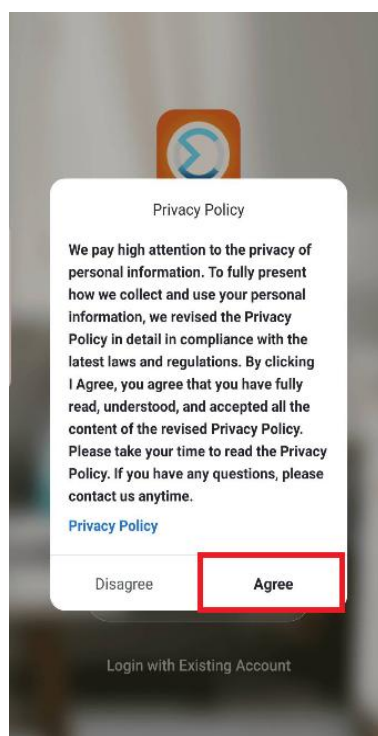 Privacy Policy
We pay high attention to the privacy of
personal information. To fully present
how we collect and use your personal
information, we revised the Privacy
Policy in detail in compliance with the
latest laws and regulations. By clicking
I Agree, you agree that you have fully
read, understood, and accepted all the
content of the revised Privacy Policy.
Please take your time to read the Privacy
Policy. If you have any questions, please
contact us anytime.
Privacy Policy
Disagree
Agree
Login with Existing Account